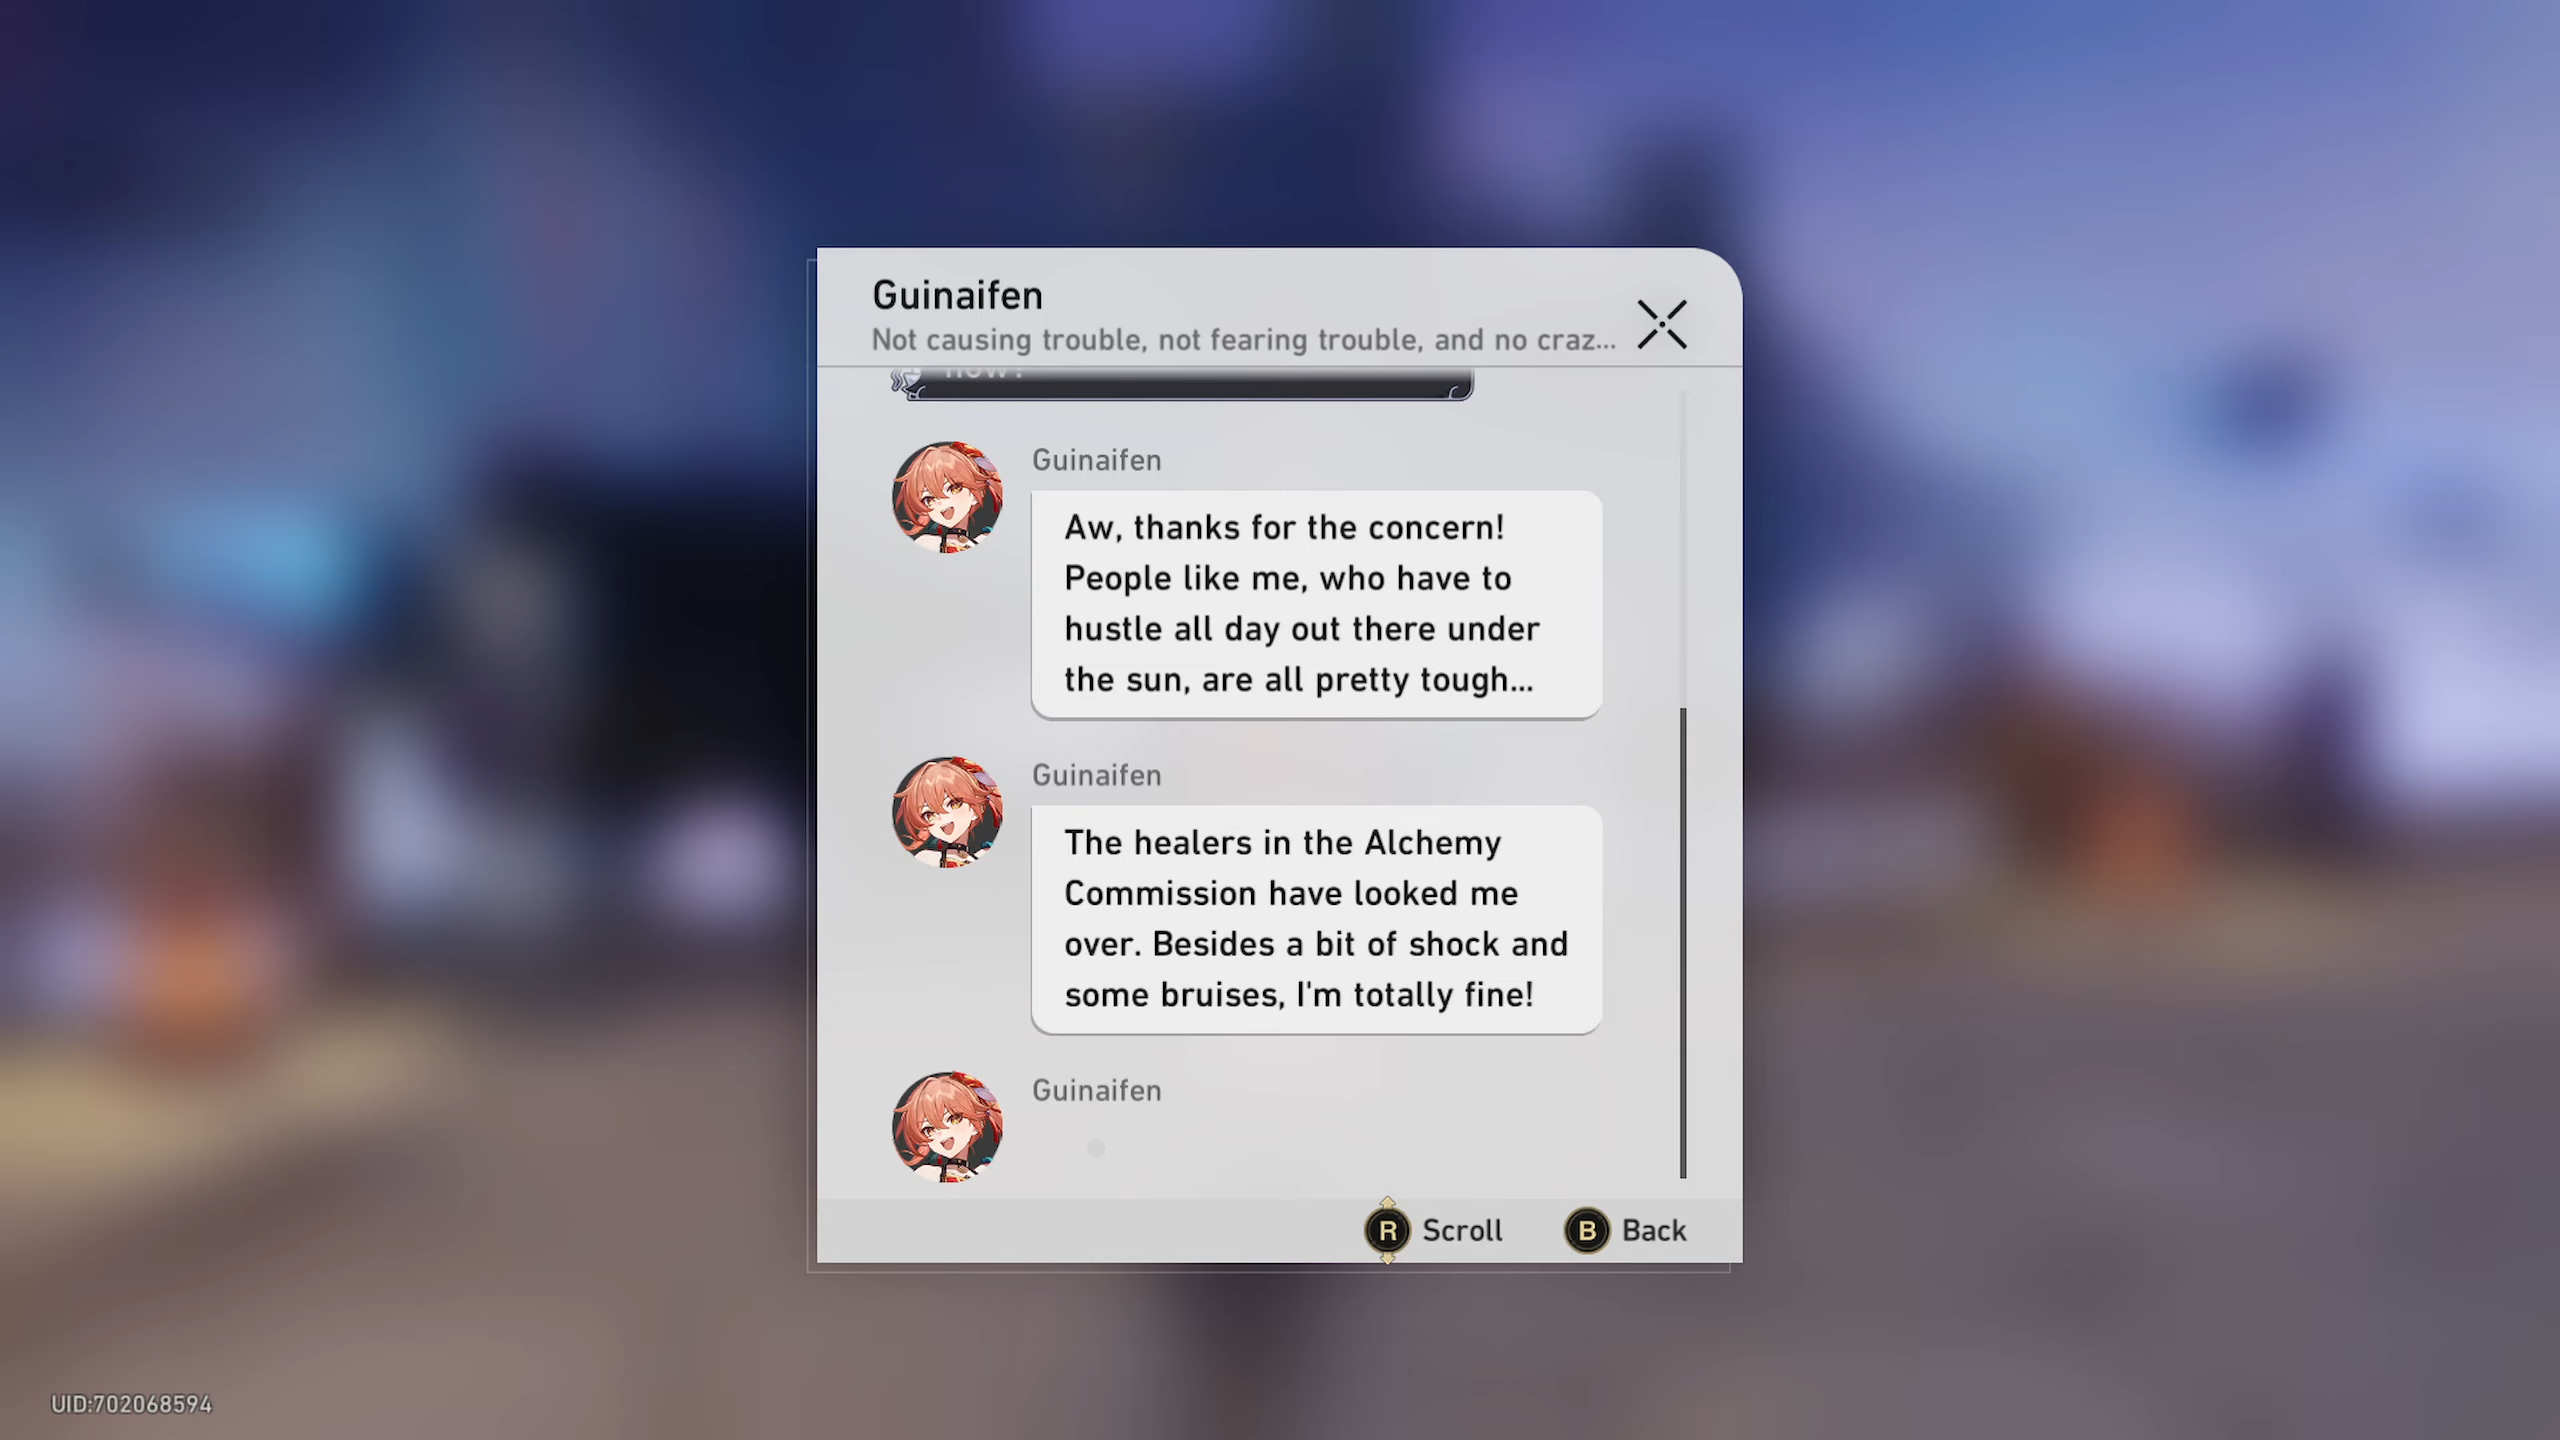 Guinaifen
Not causing trouble, not fearing trouble, and no craz...
now?
Guinaifen
Aw, thanks for the concern!
People like me, who have to
hustle all day out there under
the sun, are all pretty tough...
Guinaifen
The healers in the Alchemy
Commission have looked me
over. Besides a bit of shock and
some bruises, I'm totally fine!
Guinaifen
R Scroll B Back
UID:702068594